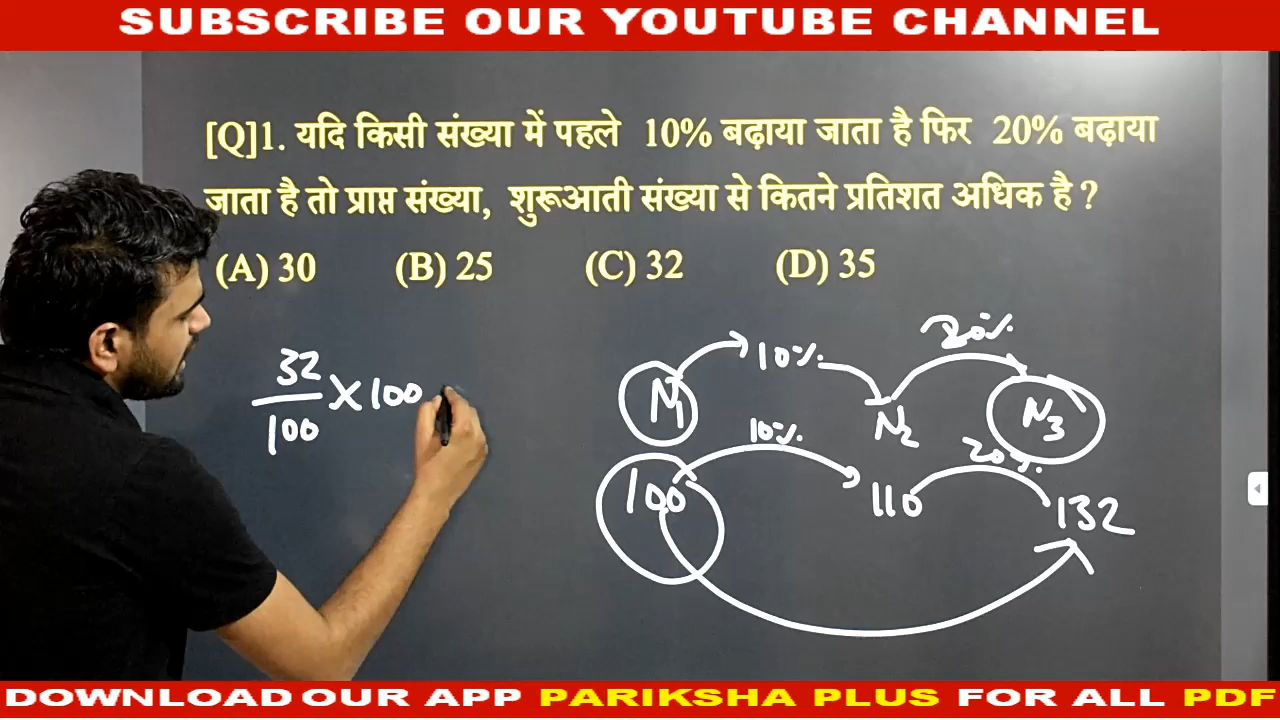 SUBSCRIBE OUR YOUTUBE CHANNEL
[Q]1. यदि किसी संख्या में पहले 10% बढ़ाया जाता है फिर 20% बढ़ाया
जाता है तो प्राप्त संख्या, शुरूआती संख्या से कितने प्रतिशत अधिक है ?
(A) 30 (B) 25 (C) 32 (D) 35
20%
N1 10% N2 N3
32/100 × 100
10% 20%
100 110 132
DOWNLOAD OUR APP PARIKSHA PLUS FOR ALL PDF